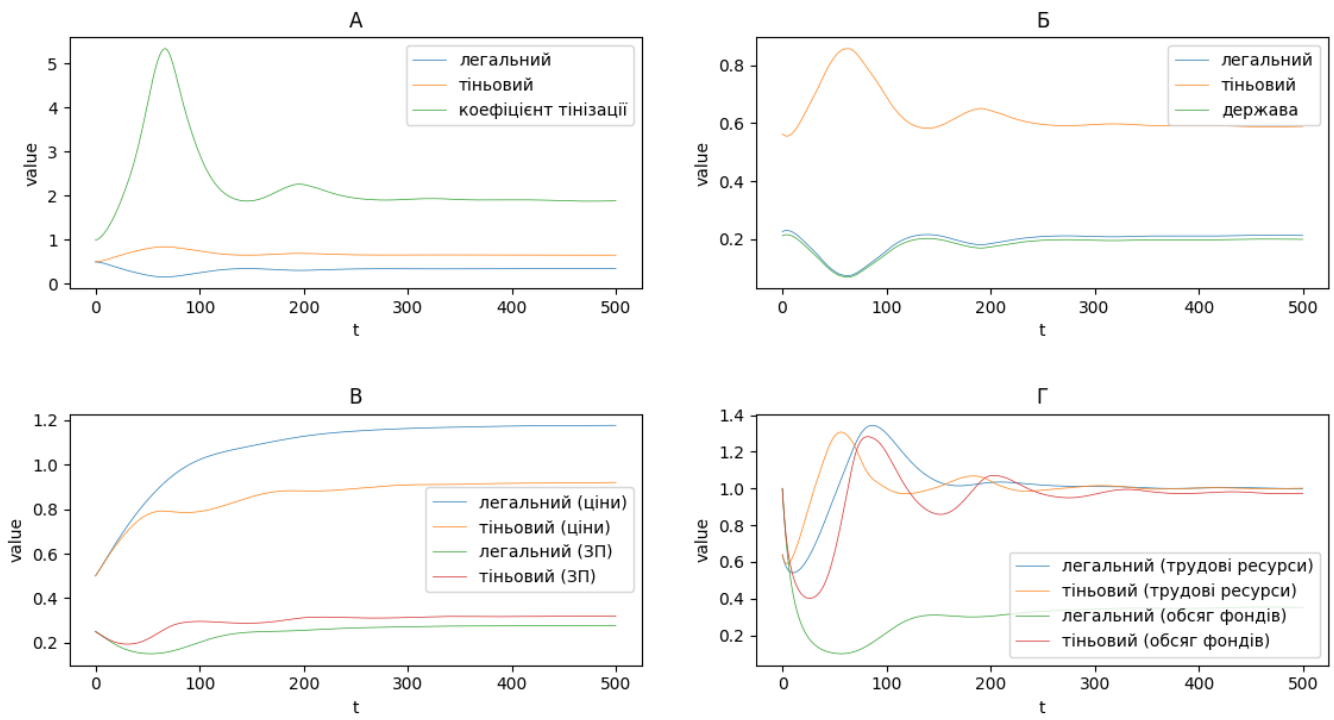 А
value
5
4
3
2
1
0
легальний
тіньовий
коефіцієнт тінізації
0 100 200 300 400 500
t
Б
value
0.8
0.6
0.4
0.2
легальний
тіньовий
держава
0 100 200 300 400 500
t
В
value
1.2
1.0
0.8
0.6
0.4
0.2
легальний (ціни)
тіньовий (ціни)
легальний (ЗП)
тіньовий (ЗП)
0 100 200 300 400 500
t
Г
value
1.4
1.2
1.0
0.8
0.6
0.4
0.2
легальний (трудові ресурси)
тіньовий (трудові ресурси)
легальний (обсяг фондів)
тіньовий (обсяг фондів)
0 100 200 300 400 500
t